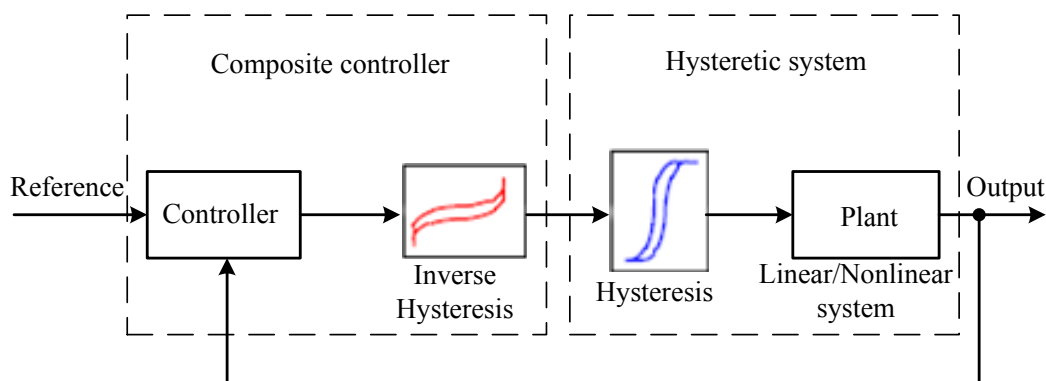 Composite controller
Hysteretic system
Reference
Controller
Inverse
Hysteresis
Hysteresis
Plant
Linear/Nonlinear
system
Output